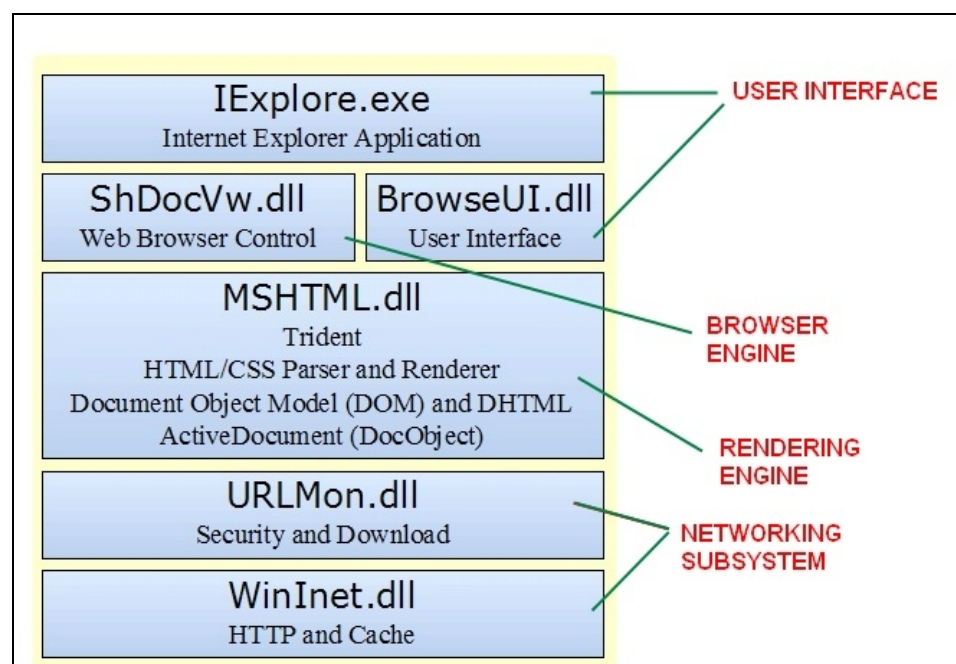 IExplore.exe
Internet Explorer Application
USER INTERFACE
ShDocVw.dll
Web Browser Control
BrowseUI.dll
User Interface
MSHTML.dll
Trident
HTML/CSS Parser and Renderer
Document Object Model (DOM) and DHTML
ActiveDocument (DocObject)
BROWSER
ENGINE
RENDERING
ENGINE
URLMon.dll
Security and Download
NETWORKING
SUBSYSTEM
WinInet.dll
HTTP and Cache